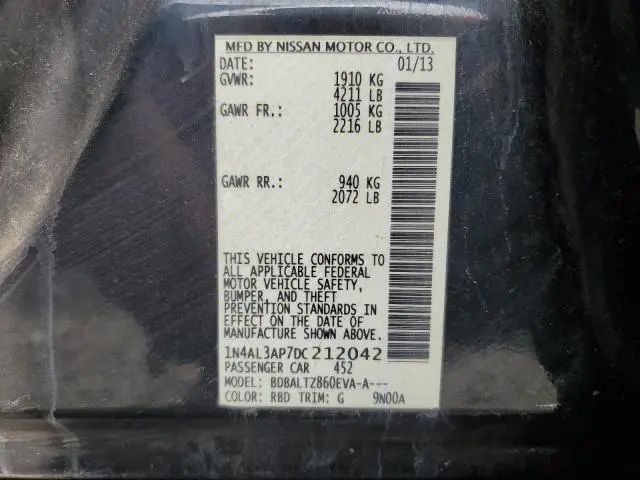 MFD BY NISSAN MOTOR CO., LTD.
DATE: 01/13
GVWR: 1910 KG
4211 LB
GAWR FR.: 1005 KG
2216 LB
GAWR RR.: 940 KG
2072 LB
THIS VEHICLE CONFORMS TO
ALL APPLICABLE FEDERAL
MOTOR VEHICLE SAFETY,
BUMPER, AND THEFT
PREVENTION STANDARDS IN
EFFECT ON THE DATE OF
MANUFACTURE SHOWN ABOVE.
1N4AL3AP7DC212042
PASSENGER CAR 452
MODEL: BDBALTZ860EVA-A---
COLOR: RBD TRIM: G 9N00A